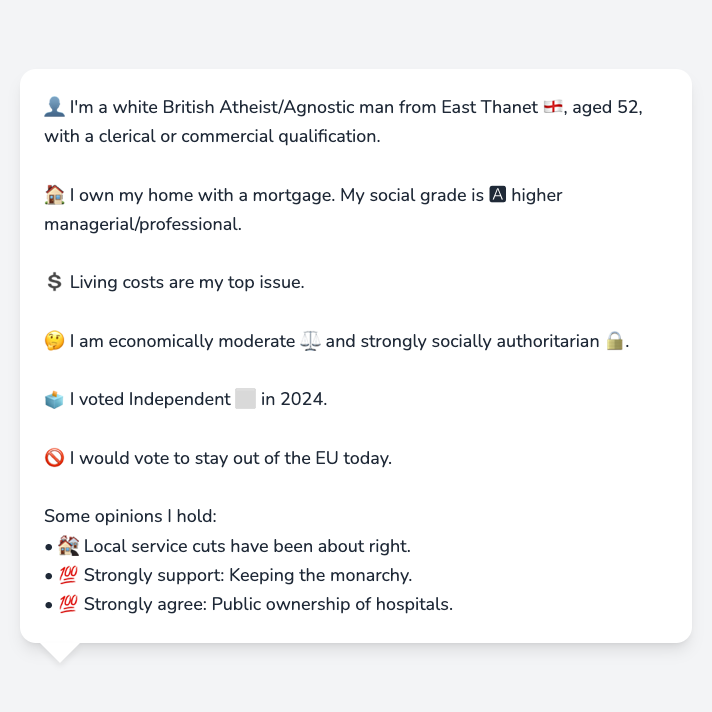 👤 I'm a white British Atheist/Agnostic man from East Thanet 🏴󠁧󠁢󠁥󠁮󠁧󠁿, aged 52,
with a clerical or commercial qualification.
🏠 I own my home with a mortgage. My social grade is 🅰 higher
managerial/professional.
💲 Living costs are my top issue.
🤔 I am economically moderate ⚖️ and strongly socially authoritarian 🔒.
🗳️ I voted Independent ⬜ in 2024.
🚫 I would vote to stay out of the EU today.
Some opinions I hold:
• 🏘️ Local service cuts have been about right.
• 💯 Strongly support: Keeping the monarchy.
• 💯 Strongly agree: Public ownership of hospitals.